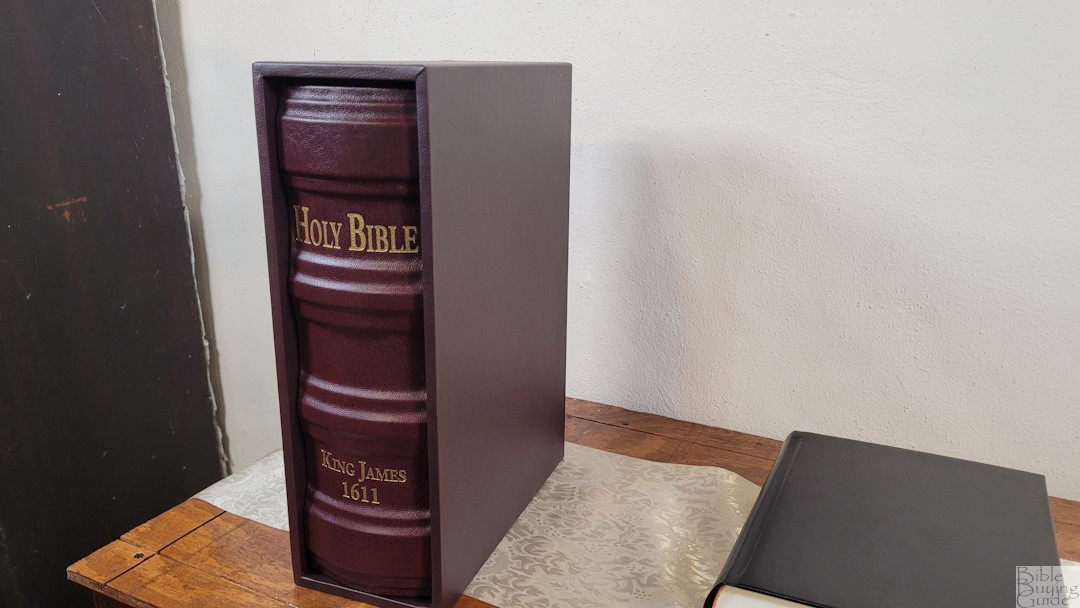 HOLY BIBLE
KING JAMES
1611
Bible
Buying
Guide